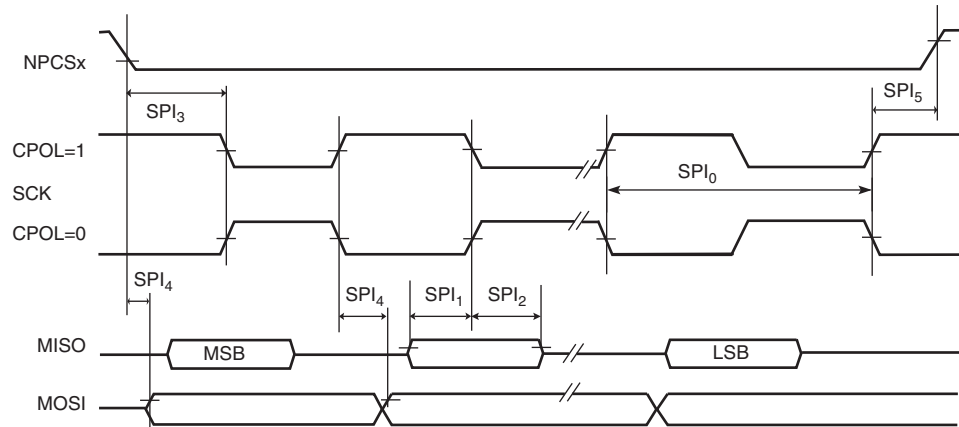 NPCSx
SPI3
SPI5
CPOL=1
SCK
SPI0
CPOL=0
SPI4
SPI4
SPI1
SPI2
MISO
MSB
LSB
MOSI